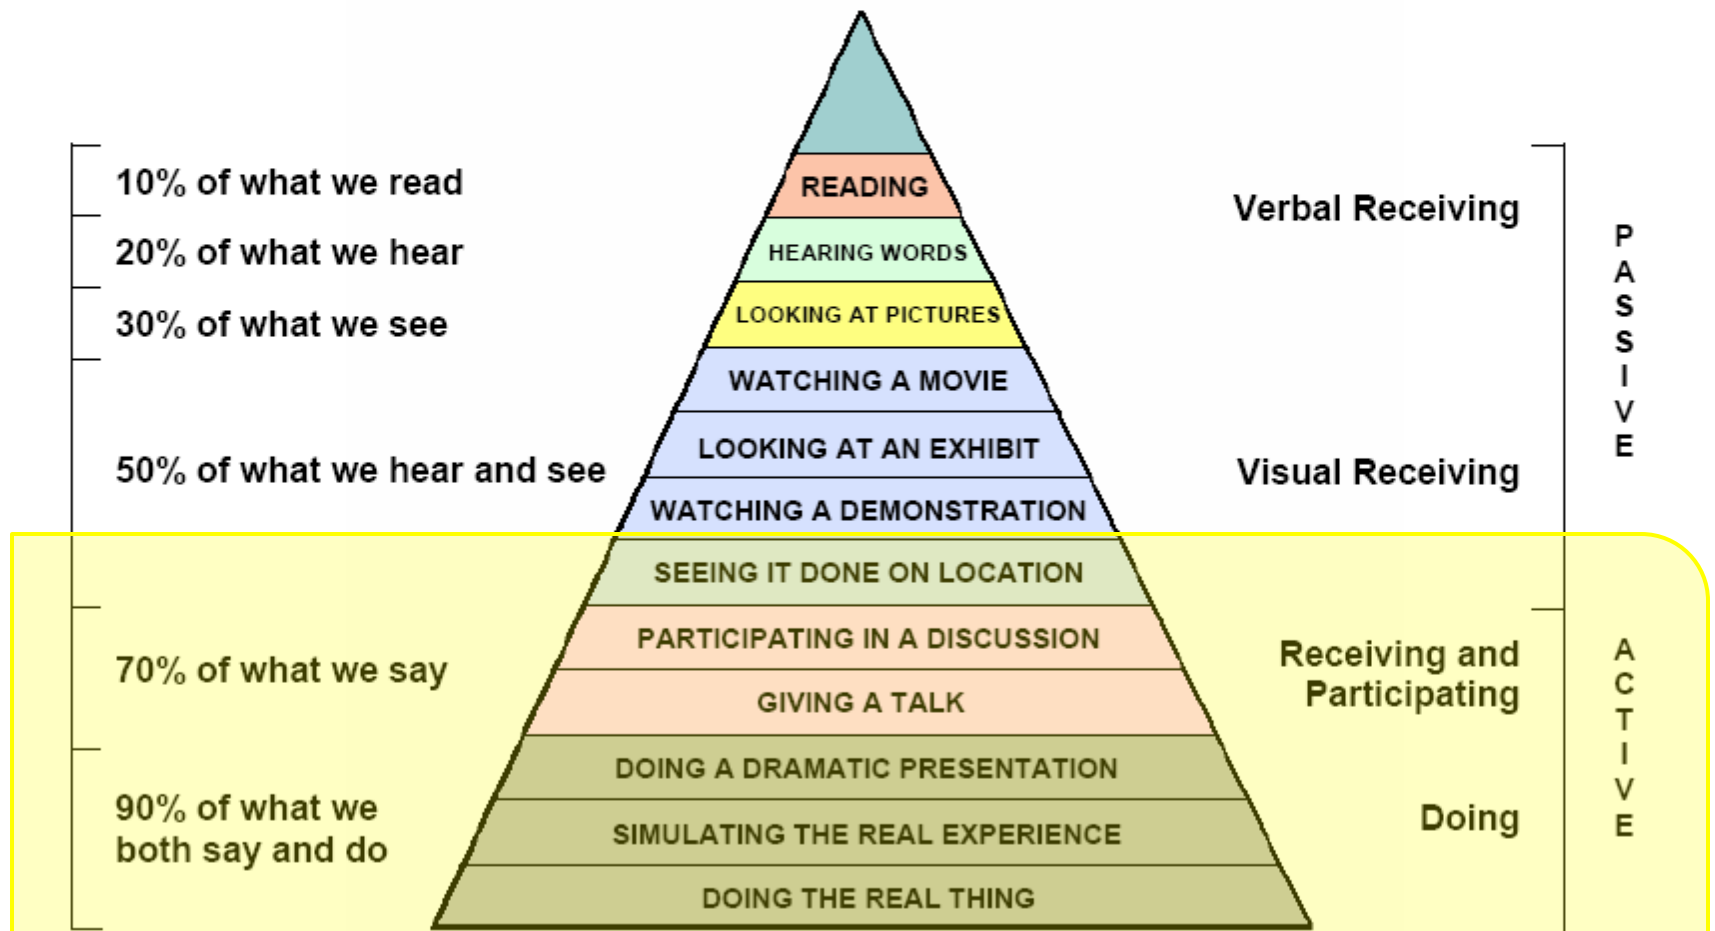 10% of what we read
20% of what we hear
30% of what we see
50% of what we hear and see
70% of what we say
90% of what we
both say and do
READING
HEARING WORDS
LOOKING AT PICTURES
WATCHING A MOVIE
LOOKING AT AN EXHIBIT
WATCHING A DEMONSTRATION
SEEING IT DONE ON LOCATION
PARTICIPATING IN A DISCUSSION
GIVING A TALK
DOING A DRAMATIC PRESENTATION
SIMULATING THE REAL EXPERIENCE
DOING THE REAL THING
Verbal Receiving
Visual Receiving
Receiving and
Participating
Doing
PASSIVE
ACTIVE